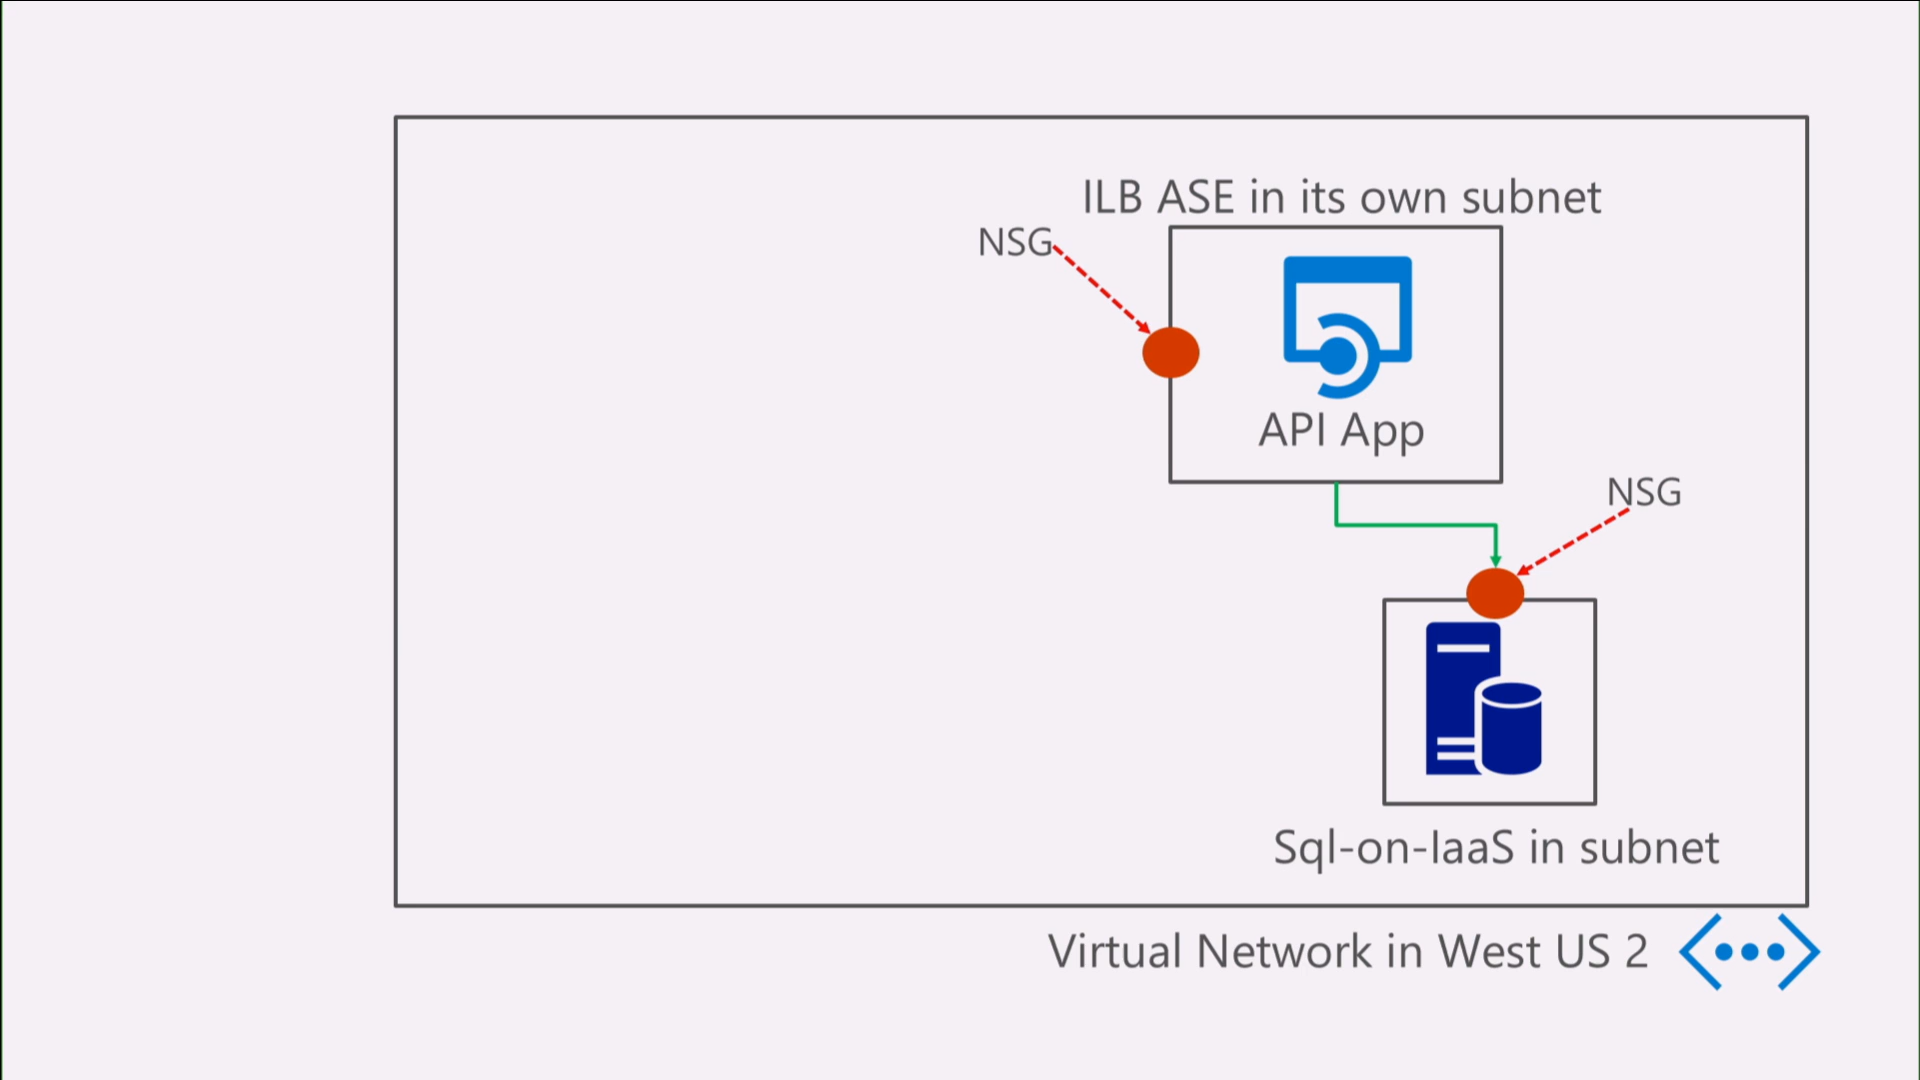 ILB ASE in its own subnet
NSG
API App
NSG
Sql-on-IaaS in subnet
Virtual Network in West US 2